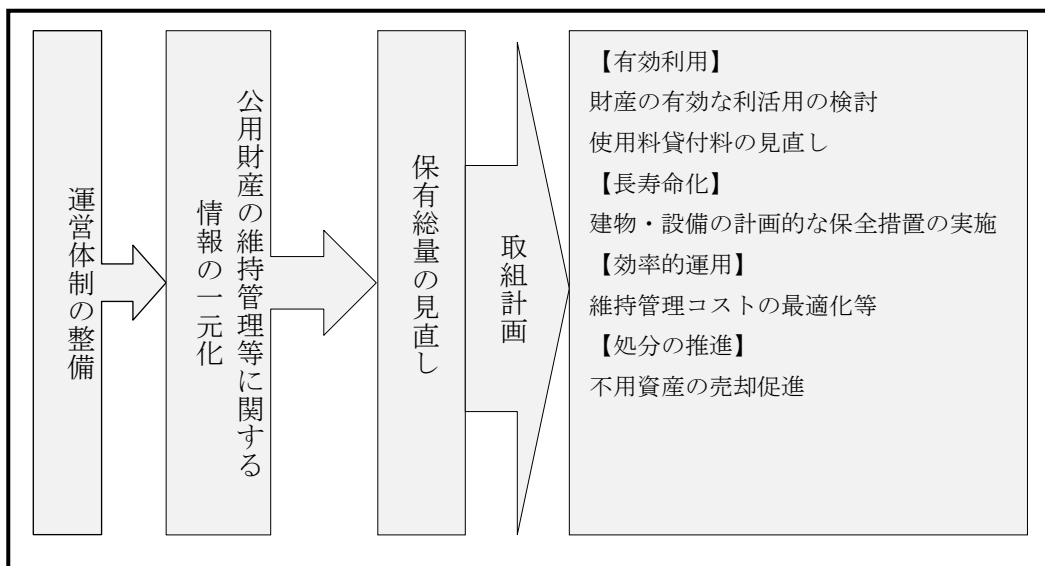 運営体制の整備
公用財産の維持管理等に関する
情報の一元化
保有総量の見直し
取組計画
【有効利用】
財産の有効な利活用の検討
使用料貸付料の見直し
【長寿命化】
建物・設備の計画的な保全措置の実施
【効率的運用】
維持管理コストの最適化等
【処分の推進】
不用資産の売却促進